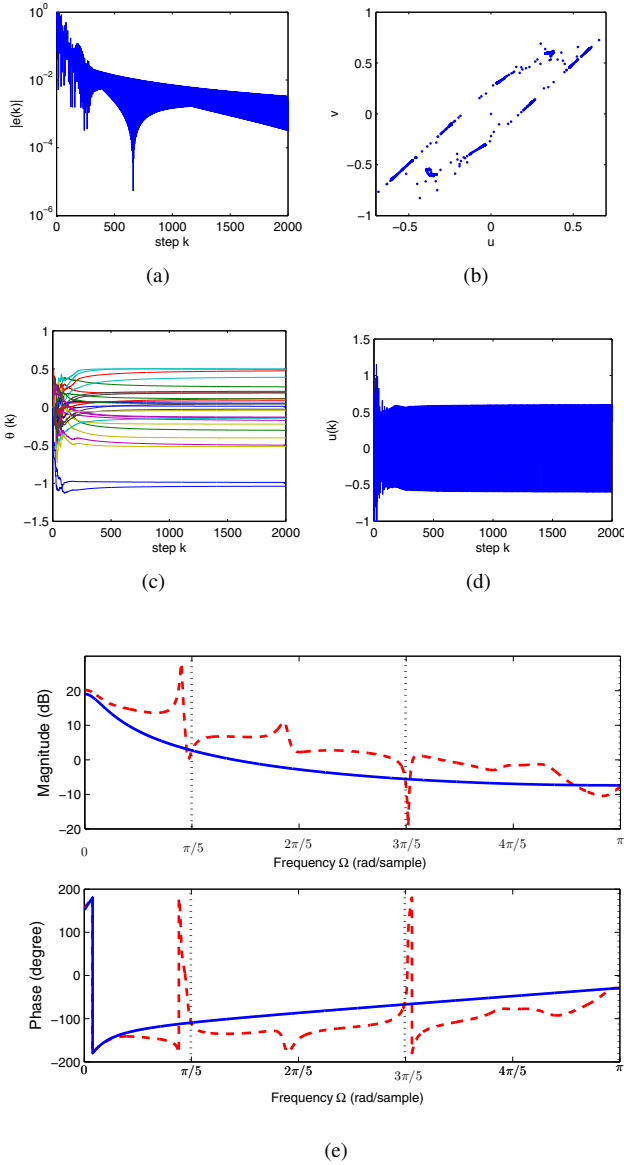 10^0
10^−2
10^−4
10^−6
|e(k)|
0 500 1000 1500 2000
step k
(a)
1
0.5
0
−0.5
−1
v
−0.5 0 0.5
u
(b)
1
0.5
0
−0.5
−1
−1.5
θ (k)
0 500 1000 1500 2000
step k
(c)
1.5
1
0.5
0
−0.5
−1
u(k)
0 500 1000 1500 2000
step k
(d)
20
10
0
−10
−20
Magnitude (dB)
0 π/5 2π/5 3π/5 4π/5 π
Frequency Ω (rad/sample)
200
100
0
−100
−200
Phase (degree)
0 π/5 2π/5 3π/5 4π/5 π
Frequency Ω (rad/sample)
(e)